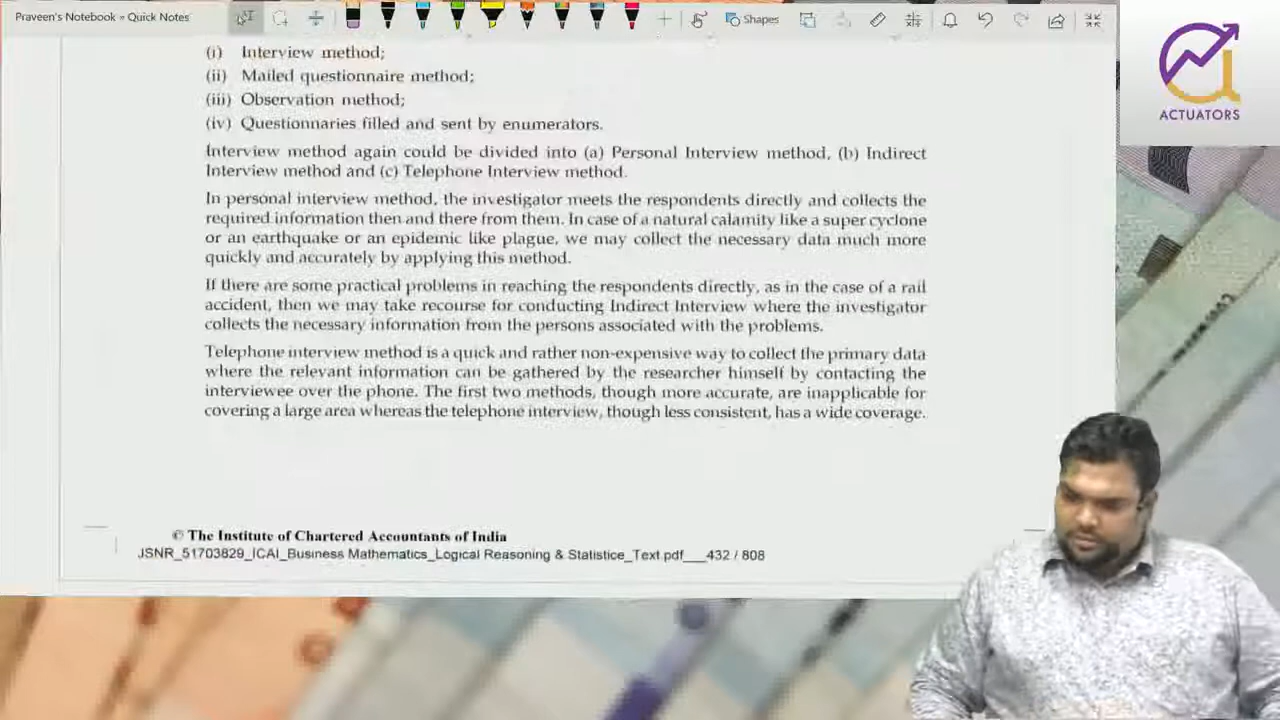 Praveen's Notebook » Quick Notes
Shapes
ACTUATORS
(i) Interview method;
(ii) Mailed questionnaire method;
(iii) Observation method;
(iv) Questionnaries filled and sent by enumerators.
Interview method again could be divided into (a) Personal Interview method, (b) Indirect
Interview method and (c) Telephone Interview method.
In personal interview method, the investigator meets the respondents directly and collects the
required information then and there from them. In case of a natural calamity like a super cyclone
or an earthquake or an epidemic like plague, we may collect the necessary data much more
quickly and accurately by applying this method.
If there are some practical problems in reaching the respondents directly, as in the case of a rail
accident, then we may take recourse for conducting Indirect Interview where the investigator
collects the necessary information from the persons associated with the problems.
Telephone interview method is a quick and rather non-expensive way to collect the primary data
where the relevant information can be gathered by the researcher himself by contacting the
interviewee over the phone. The first two methods, though more accurate, are inapplicable for
covering a large area whereas the telephone interview, though less consistent, has a wide coverage.
© The Institute of Chartered Accountants of India
JSNR_51703829_ICAI_Business Mathematics_Logical Reasoning & Statistice_Text.pdf___432 / 808